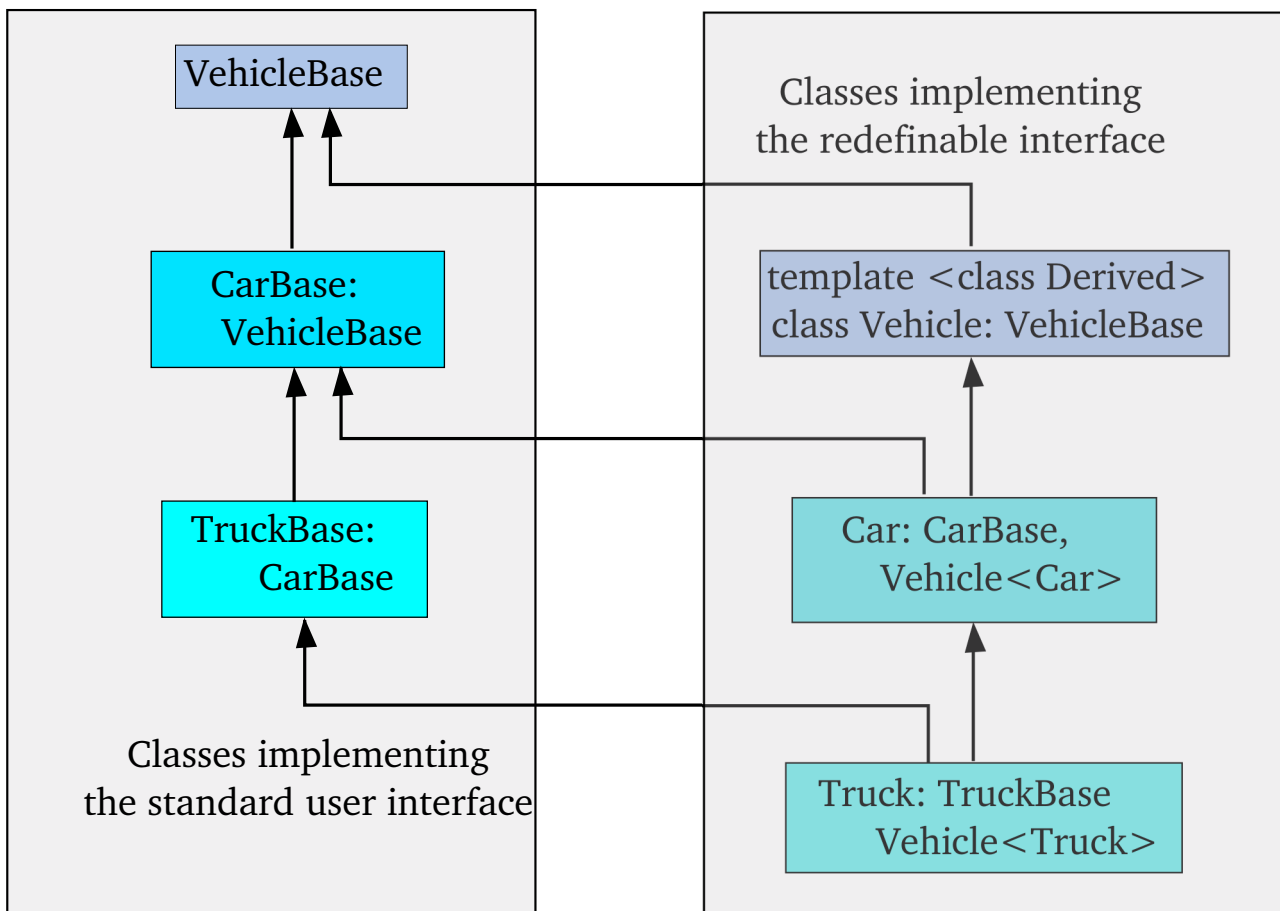 VehicleBase
CarBase:
VehicleBase
TruckBase:
CarBase
Classes implementing
the standard user interface
Classes implementing
the redefinable interface
template <class Derived>
class Vehicle: VehicleBase
Car: CarBase,
Vehicle<Car>
Truck: TruckBase
Vehicle<Truck>